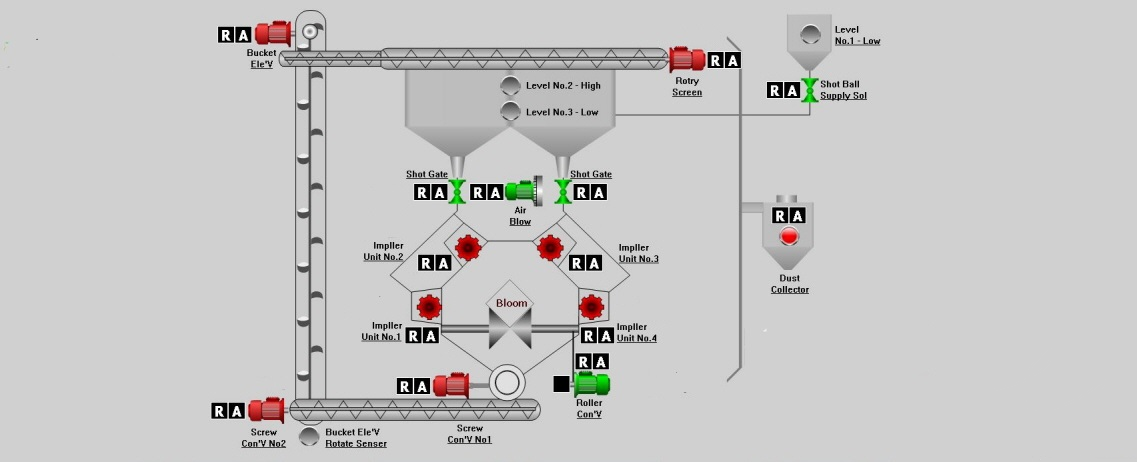 R A
Bucket
Ele'V
R A
Rotry
Screen
Level
No.1 - Low
R A
Shot Ball
Supply Sol
Level No.2 - High
Level No.3 - Low
Shot Gate
R A
R A
Air
Blow
Shot Gate
R A
Impller
Unit No.2
R A
R A
Impller
Unit No.3
R A
Dust
Collector
Bloom
Impller
Unit No.1
R A
R A
Impller
Unit No.4
R A
Roller
Con'V
R A
Screw
Con'V No1
R A
Screw
Con'V No2
Bucket Ele'V
Rotate Senser